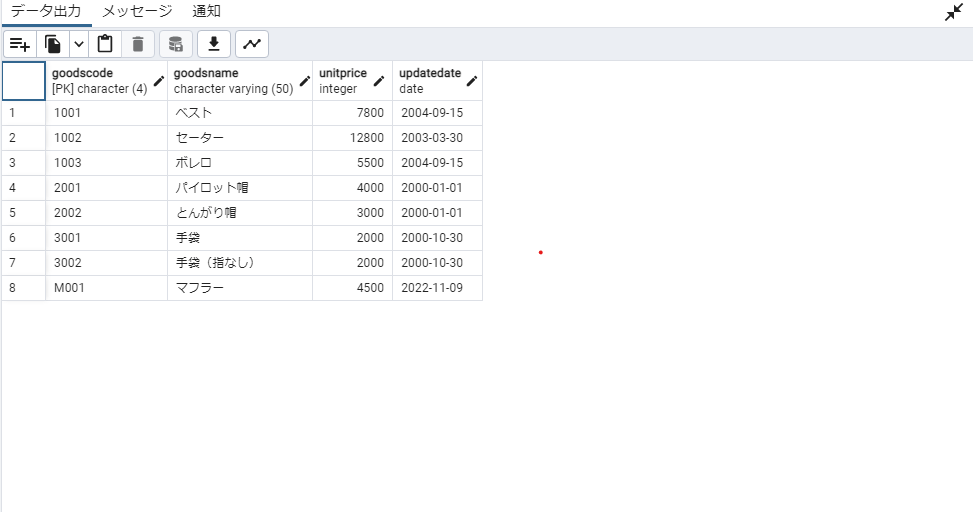 データ出力 メッセージ 通知
goodscode goodsname unitprice updatedate
[PK] character (4) character varying (50) integer date
1 1001 ベスト 7800 2004-09-15
2 1002 セーター 12800 2003-03-30
3 1003 ボレロ 5500 2004-09-15
4 2001 パイロット帽 4000 2000-01-01
5 2002 とんがり帽 3000 2000-01-01
6 3001 手袋 2000 2000-10-30
7 3002 手袋（指なし） 2000 2000-10-30
8 M001 マフラー 4500 2022-11-09